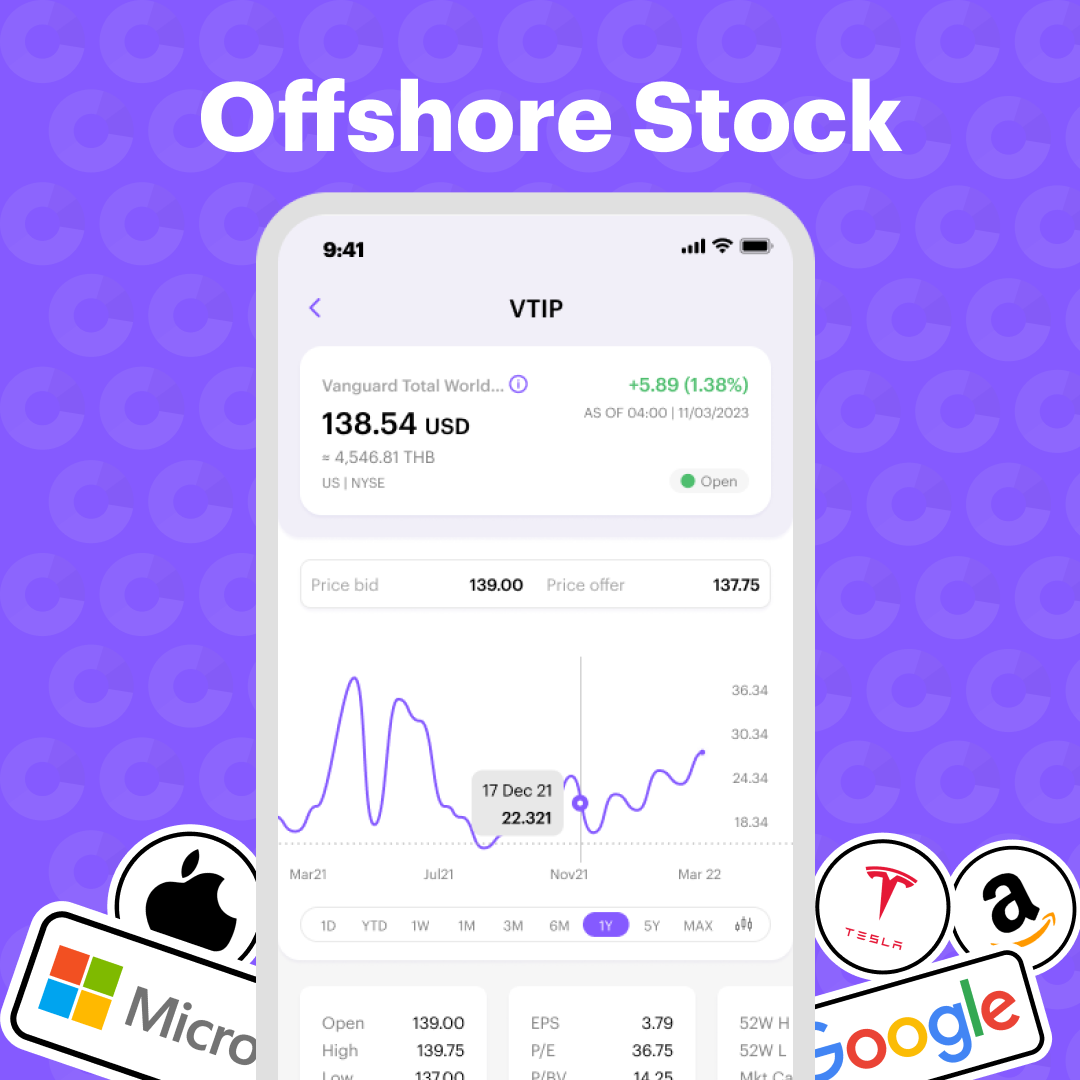 Offshore Stock
9:41
VTIP
Vanguard Total World...
+5.89 (1.38%)
138.54 USD
AS OF 04:00 | 11/03/2023
≈ 4,546.81 THB
US | NYSE
Open
Price bid 139.00 Price offer 137.75
36.34
30.34
24.34
18.34
17 Dec 21
22.321
Mar21 Jul21 Nov21 Mar 22
1D YTD 1W 1M 3M 6M 1Y 5Y MAX
Open 139.00 EPS 3.79 52W H
High 139.75 P/E 36.75 52W L
Low 137.00 P/BV 14.25 Mkt Ca
Micro
TESLA
a
Google